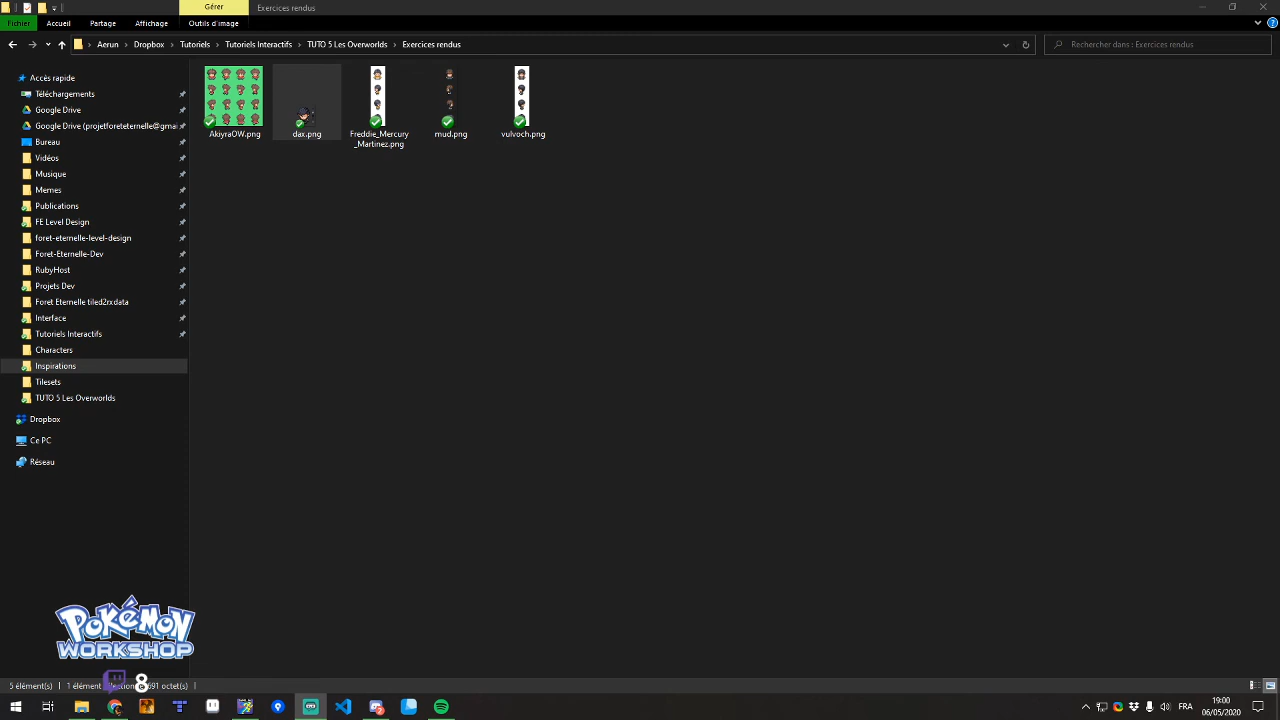 Gérer
Exercices rendus
Fichier
Accueil
Partage
Affichage
Outils d'image
Aerun
Dropbox
Tutoriels
Tutoriels Interactifs
TUTO 5 Les Overworlds
Exercices rendus
Rechercher dans : Exercices rendus
Accès rapide
Téléchargements
Google Drive
Google Drive (projetforeteternelle@gmai
Bureau
Vidéos
Musique
Memes
Publications
FE Level Design
foret-eternelle-level-design
Foret-Eternelle-Dev
RubyHost
Projets Dev
Foret Eternelle tiled2rxdata
Interface
Tutoriels Interactifs
Characters
Inspirations
Tilesets
TUTO 5 Les Overworlds
Dropbox
Ce PC
Réseau
AkiyraOW.png
dax.png
Freddie_Mercury
_Martinez.png
mud.png
vulvoch.png
POKéMON
WORKSHOP
8
5 élément(s)
1 élément
691 octet(s)
FRA
19:00
06/05/2020